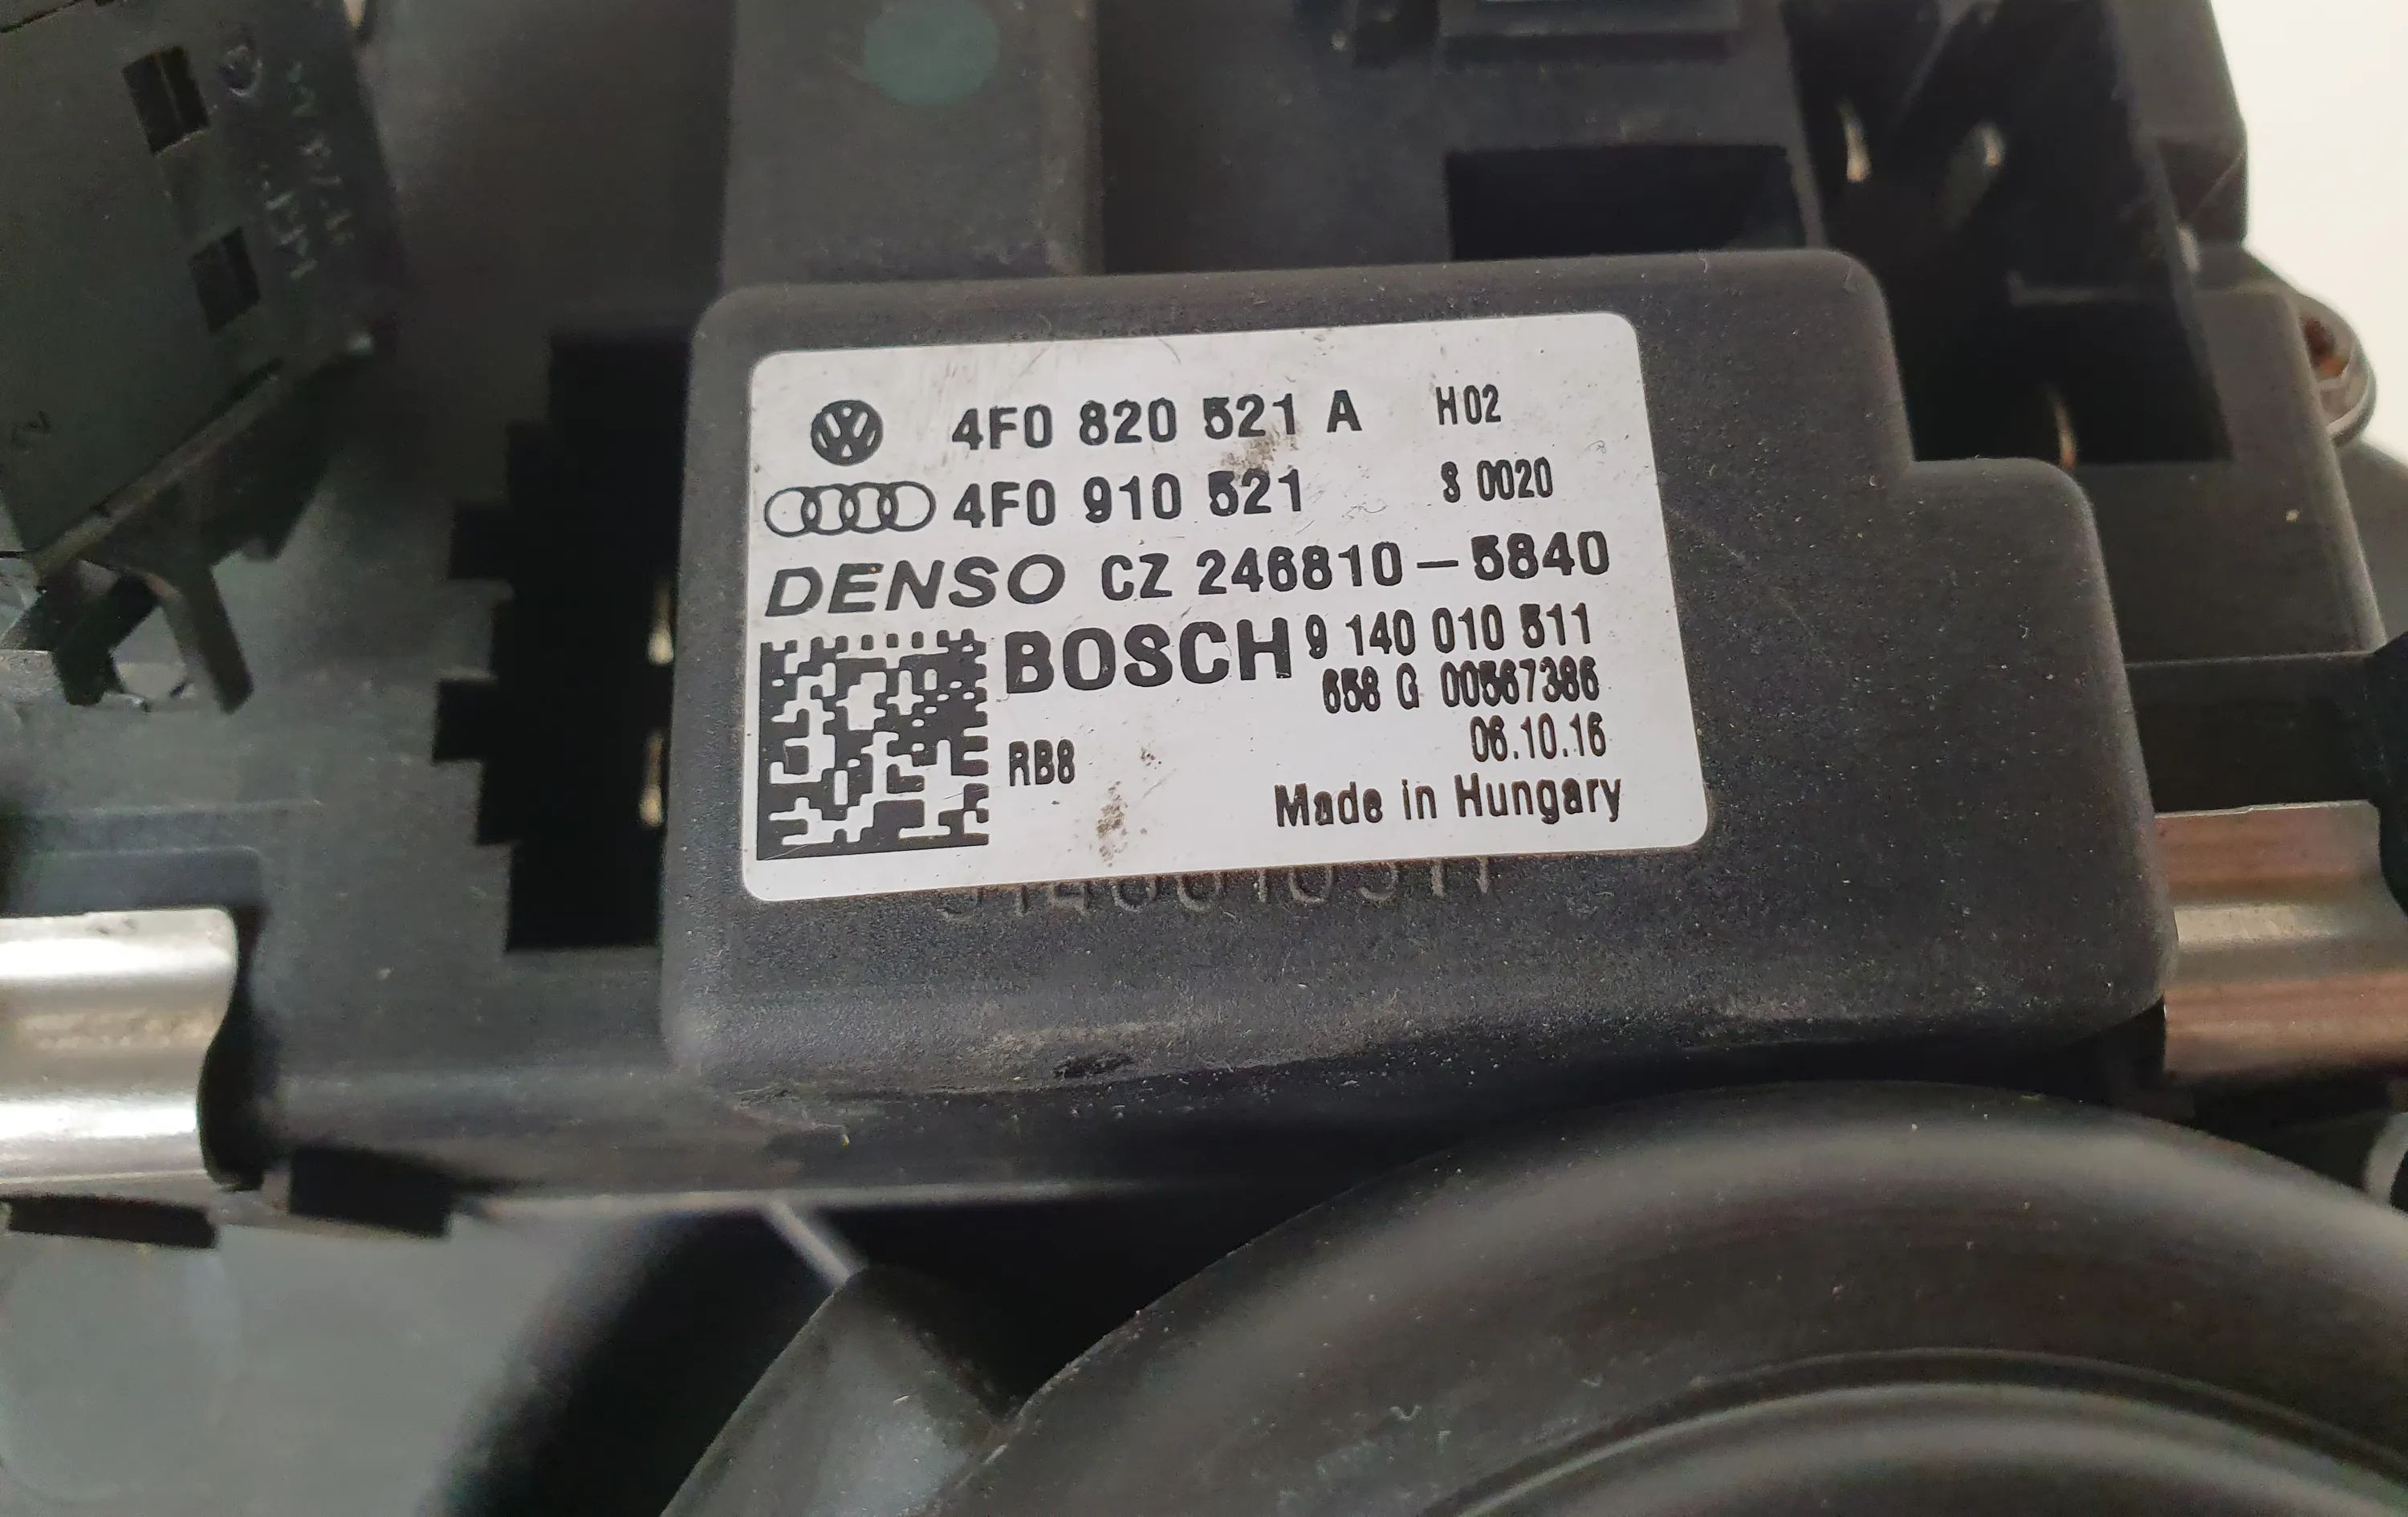 4F0 820 521 A H02
4F0 910 521 S 0020
DENSO CZ 246810-5840
BOSCH 9 140 010 511
658 G 00567386
RB8 06.10.16
Made in Hungary
9140010511